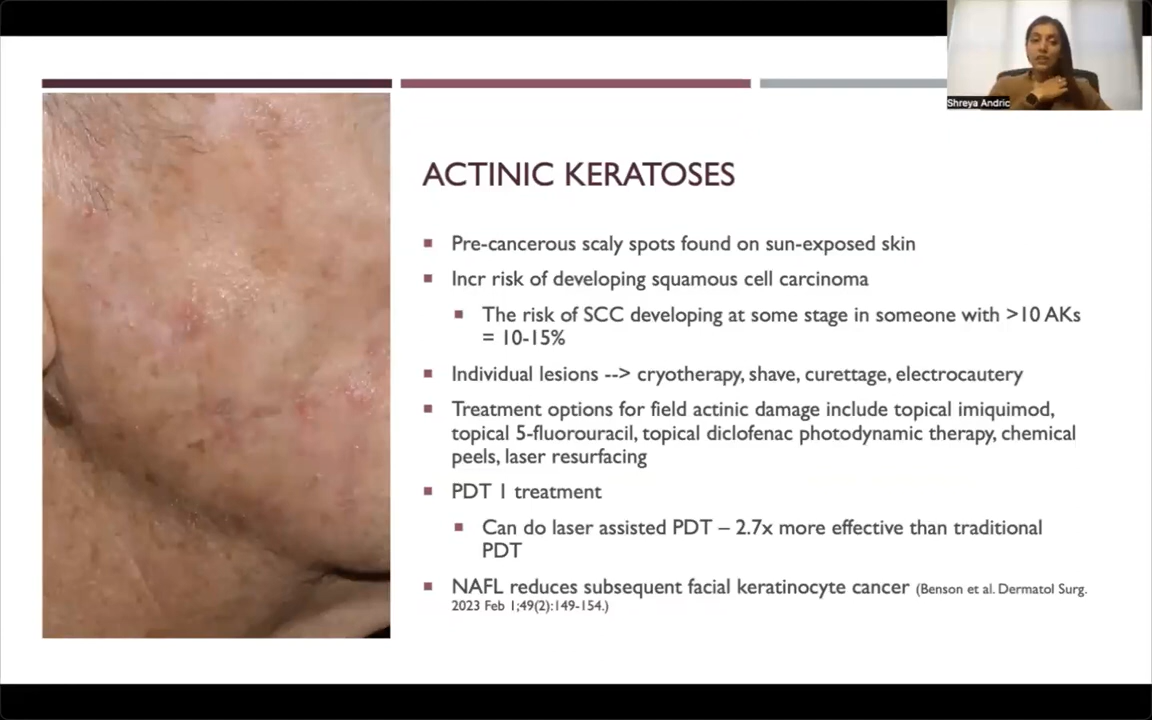 Shreya Andric
ACTINIC KERATOSES
Pre-cancerous scaly spots found on sun-exposed skin
Incr risk of developing squamous cell carcinoma
The risk of SCC developing at some stage in someone with >10 AKs
= 10-15%
Individual lesions --> cryotherapy, shave, curettage, electrocautery
Treatment options for field actinic damage include topical imiquimod,
topical 5-fluorouracil, topical diclofenac photodynamic therapy, chemical
peels, laser resurfacing
PDT 1 treatment
Can do laser assisted PDT – 2.7x more effective than traditional
PDT
NAFL reduces subsequent facial keratinocyte cancer (Benson et al. Dermatol Surg.
2023 Feb 1;49(2):149-154.)